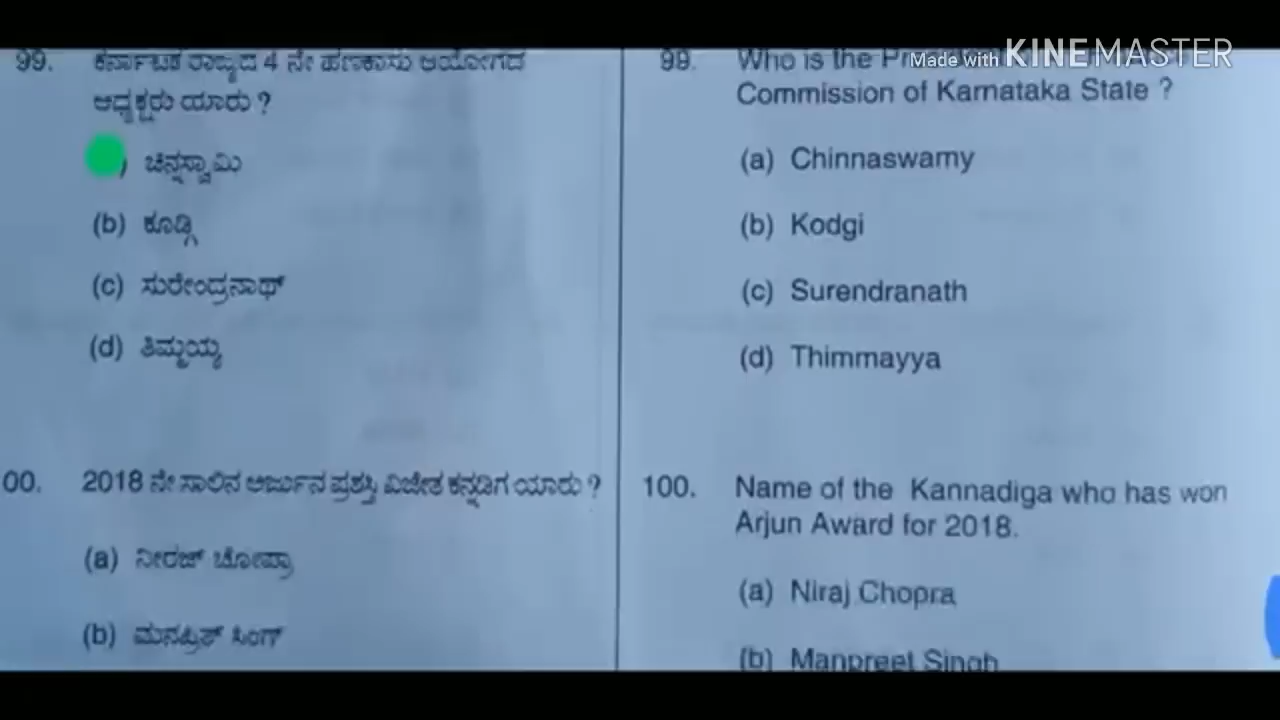 Made with KINEMASTER
99. ಕರ್ನಾಟಕ ರಾಜ್ಯದ 4 ನೇ ಹಣಕಾಸು ಆಯೋಗದ
ಅಧ್ಯಕ್ಷರು ಯಾರು ?
) ಚಿನ್ನಸ್ವಾಮಿ
(b) ಕೂಡ್ಗಿ
(c) ಸುರೇಂದ್ರನಾಥ್
(d) ತಿಮ್ಮಯ್ಯ
00. 2018 ನೇ ಸಾಲಿನ ಅರ್ಜುನ ಪ್ರಶಸ್ತಿ ವಿಜೇತ ಕನ್ನಡಿಗ ಯಾರು ?
(a) ನೀರಜ್ ಚೋಪ್ರಾ
(b) ಮನಪ್ರಿತ್ ಸಿಂಗ್
99. Who is the
Commission of Karnataka State ?
(a) Chinnaswamy
(b) Kodgi
(c) Surendranath
(d) Thimmayya
100. Name of the Kannadiga who has won
Arjun Award for 2018.
(a) Niraj Chopra
(b) Manpreet Singh